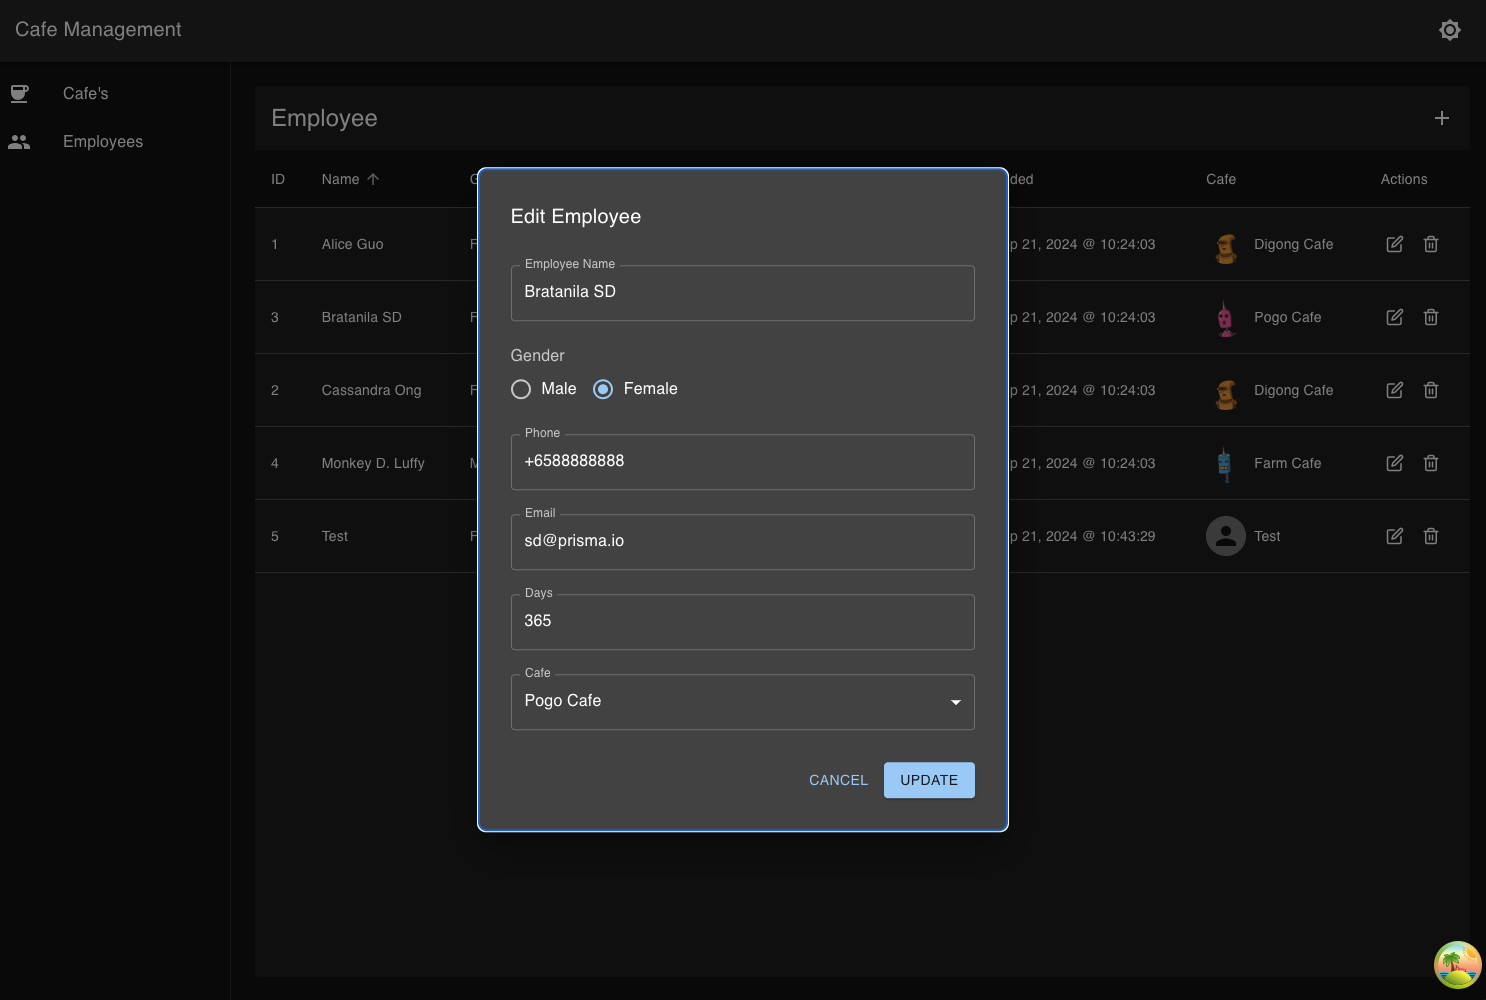 Cafe Management
Cafe's
Employees
Employee
ID Name ded Cafe Actions
1 Alice Guo p 21, 2024 @ 10:24:03 Digong Cafe
3 Bratanila SD p 21, 2024 @ 10:24:03 Pogo Cafe
2 Cassandra Ong p 21, 2024 @ 10:24:03 Digong Cafe
4 Monkey D. Luffy p 21, 2024 @ 10:24:03 Farm Cafe
5 Test p 21, 2024 @ 10:43:29 Test
Edit Employee
Employee Name
Bratanila SD
Gender
Male Female
Phone
+6588888888
Email
sd@prisma.io
Days
365
Cafe
Pogo Cafe
CANCEL UPDATE